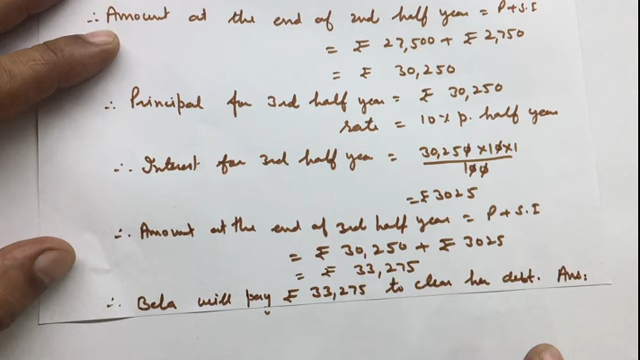 ∴ Amount at the end of 2nd half year = P+S.I
= ₹ 27,500 + ₹ 2,750
= ₹ 30,250
∴ Principal for 3rd half year = ₹ 30,250
rate = 10% p. half year
∴ Interest for 3rd half year = 30,250 x 10 x 1
100
= ₹ 3025
∴ Amount at the end of 3rd half year = P + S.I
= ₹ 30,250 + ₹ 3025
= ₹ 33,275
∴ Bela will pay ₹ 33,275 to clear her debt. Ans: